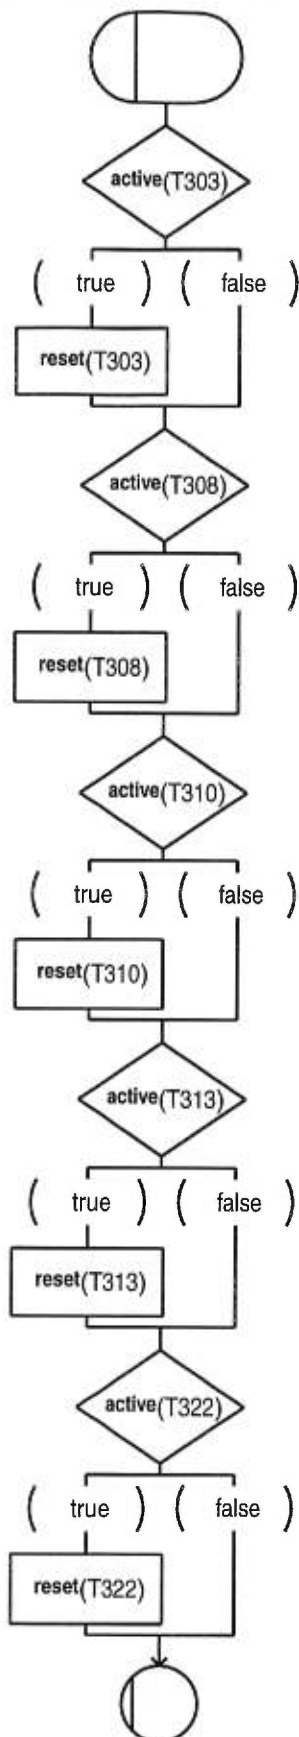 active(T303)
( true ) ( false )
reset(T303)
active(T308)
( true ) ( false )
reset(T308)
active(T310)
( true ) ( false )
reset(T310)
active(T313)
( true ) ( false )
reset(T313)
active(T322)
( true ) ( false )
reset(T322)